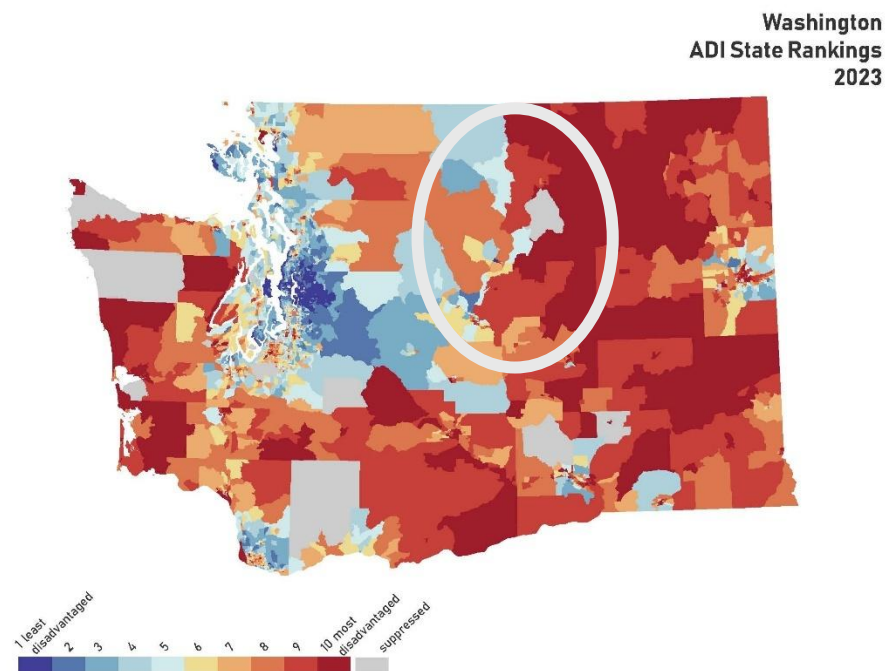 Washington
ADI State Rankings
2023
1 least
disadvantaged
2
3
4
5
6
7
8
9
10 most
disadvantaged
suppressed